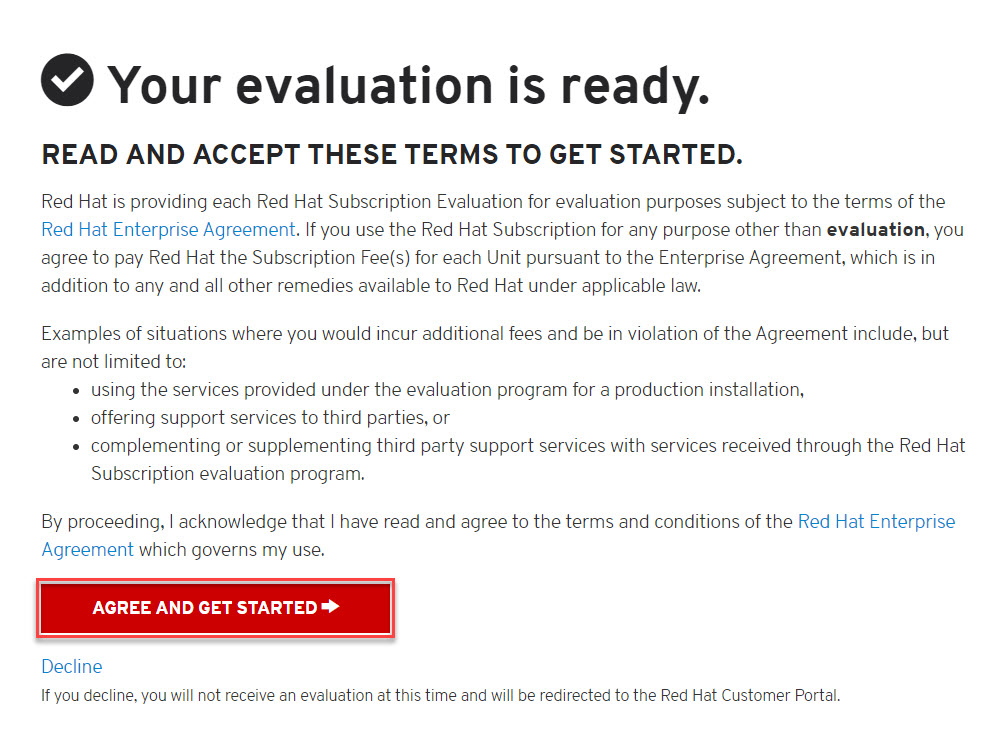 Your evaluation is ready.
READ AND ACCEPT THESE TERMS TO GET STARTED.
Red Hat is providing each Red Hat Subscription Evaluation for evaluation purposes subject to the terms of the
Red Hat Enterprise Agreement. If you use the Red Hat Subscription for any purpose other than evaluation, you
agree to pay Red Hat the Subscription Fee(s) for each Unit pursuant to the Enterprise Agreement, which is in
addition to any and all other remedies available to Red Hat under applicable law.
Examples of situations where you would incur additional fees and be in violation of the Agreement include, but
are not limited to:
• using the services provided under the evaluation program for a production installation,
• offering support services to third parties, or
• complementing or supplementing third party support services with services received through the Red Hat
Subscription evaluation program.
By proceeding, I acknowledge that I have read and agree to the terms and conditions of the Red Hat Enterprise
Agreement which governs my use.
AGREE AND GET STARTED
Decline
If you decline, you will not receive an evaluation at this time and will be redirected to the Red Hat Customer Portal.